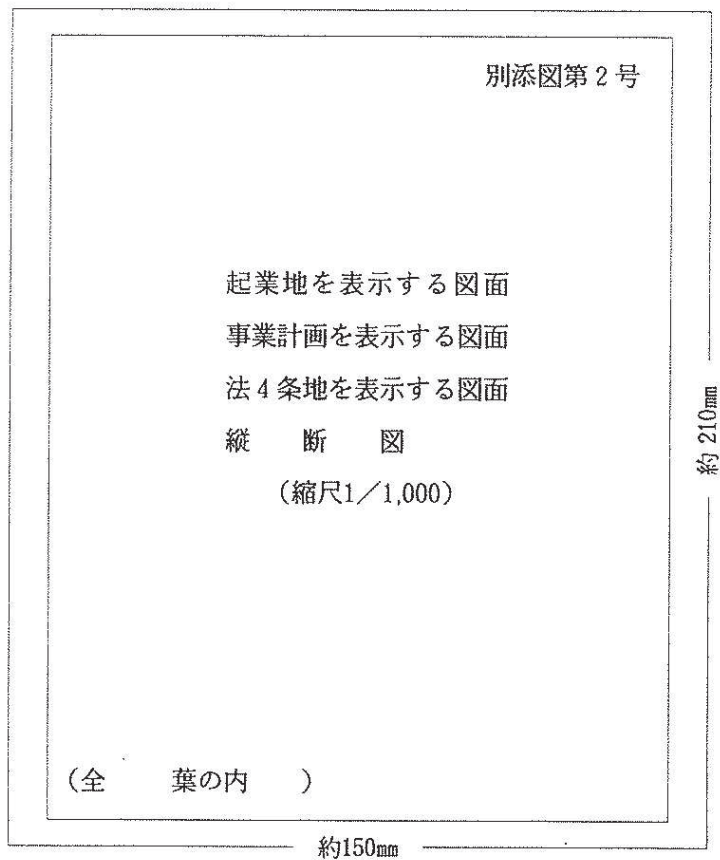 別添図第2号
起業地を表示する図面
事業計画を表示する図面
法4条地を表示する図面
縦　断　図
(縮尺1／1,000)
約210㎜
(全　　葉の内　　)
約150㎜